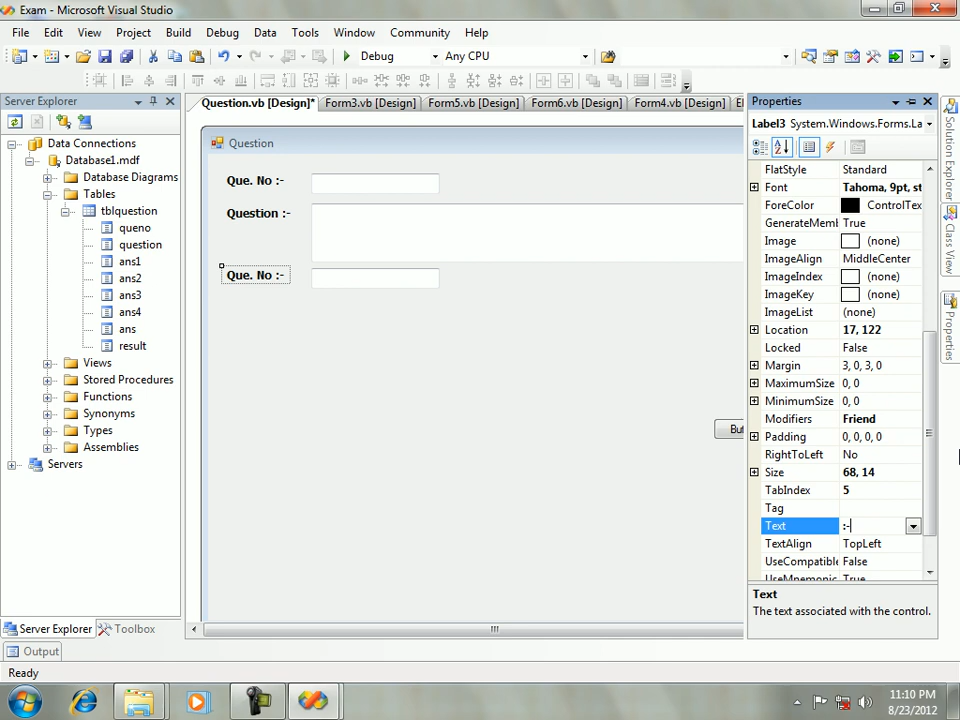 Exam - Microsoft Visual Studio
File Edit View Project Build Debug Data Tools Window Community Help
Debug Any CPU
Server Explorer
Data Connections
Database1.mdf
Database Diagrams
Tables
tblquestion
queno
question
ans1
ans2
ans3
ans4
ans
result
Views
Stored Procedures
Functions
Synonyms
Types
Assemblies
Servers
Server Explorer Toolbox
Output
Ready
Question.vb [Design]* Form3.vb [Design] Form5.vb [Design] Form6.vb [Design] Form4.vb [Design]
Question
Que. No :-
Question :-
Que. No :-
But
Properties
Label3 System.Windows.Forms.La
FlatStyle Standard
Font Tahoma, 9pt, st
ForeColor ControlTex
GenerateMemb True
Image (none)
ImageAlign MiddleCenter
ImageIndex (none)
ImageKey (none)
ImageList (none)
Location 17, 122
Locked False
Margin 3, 0, 3, 0
MaximumSize 0, 0
MinimumSize 0, 0
Modifiers Friend
Padding 0, 0, 0, 0
RightToLeft No
Size 68, 14
TabIndex 5
Tag
Text :-
TextAlign TopLeft
UseCompatible False
UseMnemonic True
Text
The text associated with the control.
Solution Explorer
Class View
Properties
11:10 PM
8/23/2012